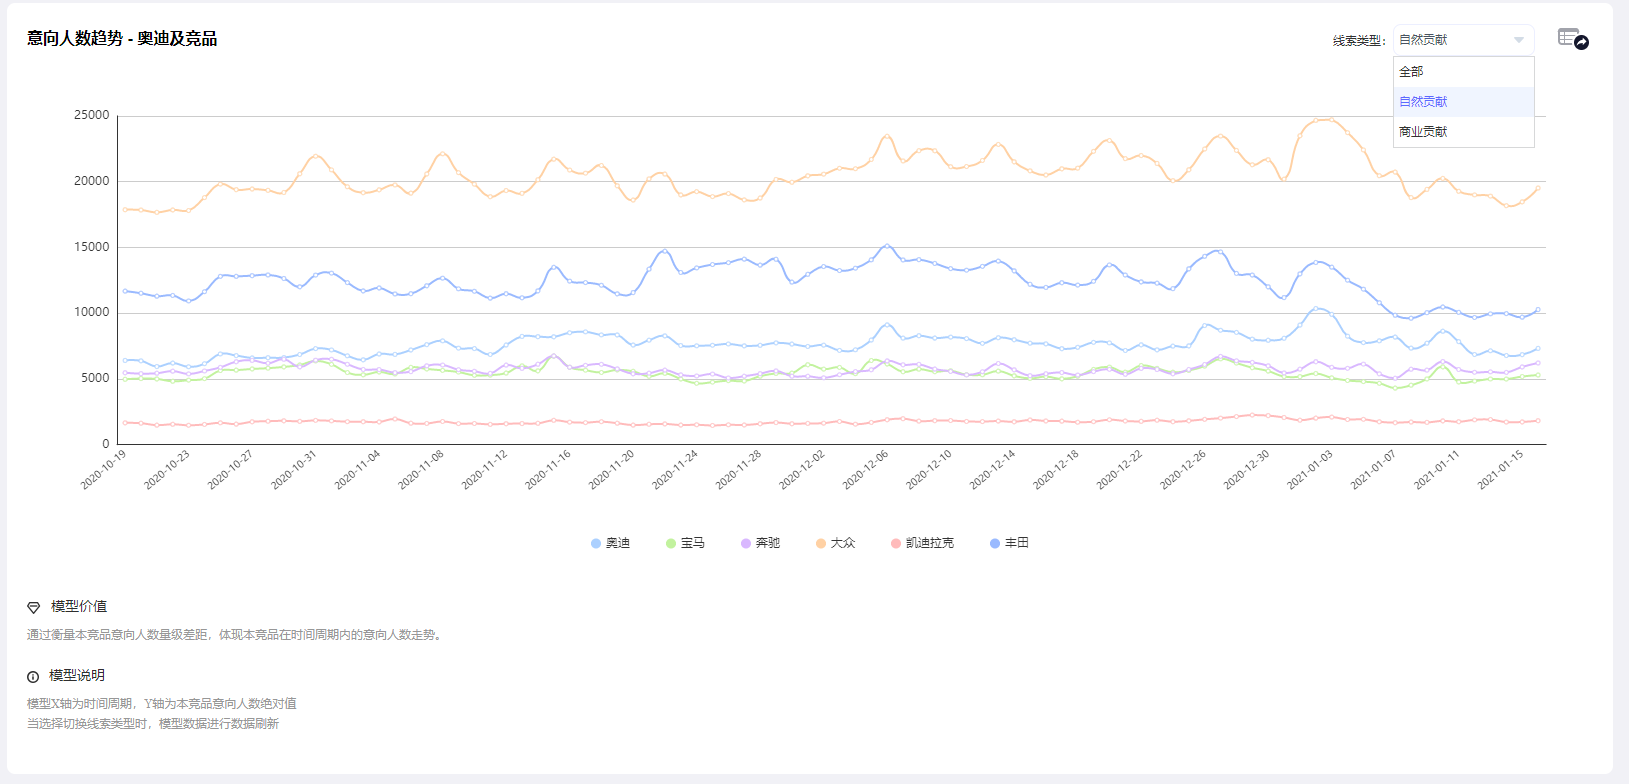 意向人数趋势 - 奥迪及竞品
线索类型：
自然贡献
全部
自然贡献
商业贡献
25000
20000
15000
10000
5000
0
2020-10-19
2020-10-23
2020-10-27
2020-10-31
2020-11-04
2020-11-08
2020-11-12
2020-11-16
2020-11-20
2020-11-24
2020-11-28
2020-12-02
2020-12-06
2020-12-10
2020-12-14
2020-12-18
2020-12-22
2020-12-26
2020-12-30
2021-01-03
2021-01-07
2021-01-11
2021-01-15
奥迪 宝马 奔驰 大众 凯迪拉克 丰田
模型价值
通过衡量本竞品意向人数量级差距，体现本竞品在时间周期内的意向人数走势。
模型说明
模型X轴为时间周期，Y轴为本竞品意向人数绝对值
当选择切换线索类型时，模型数据进行数据刷新